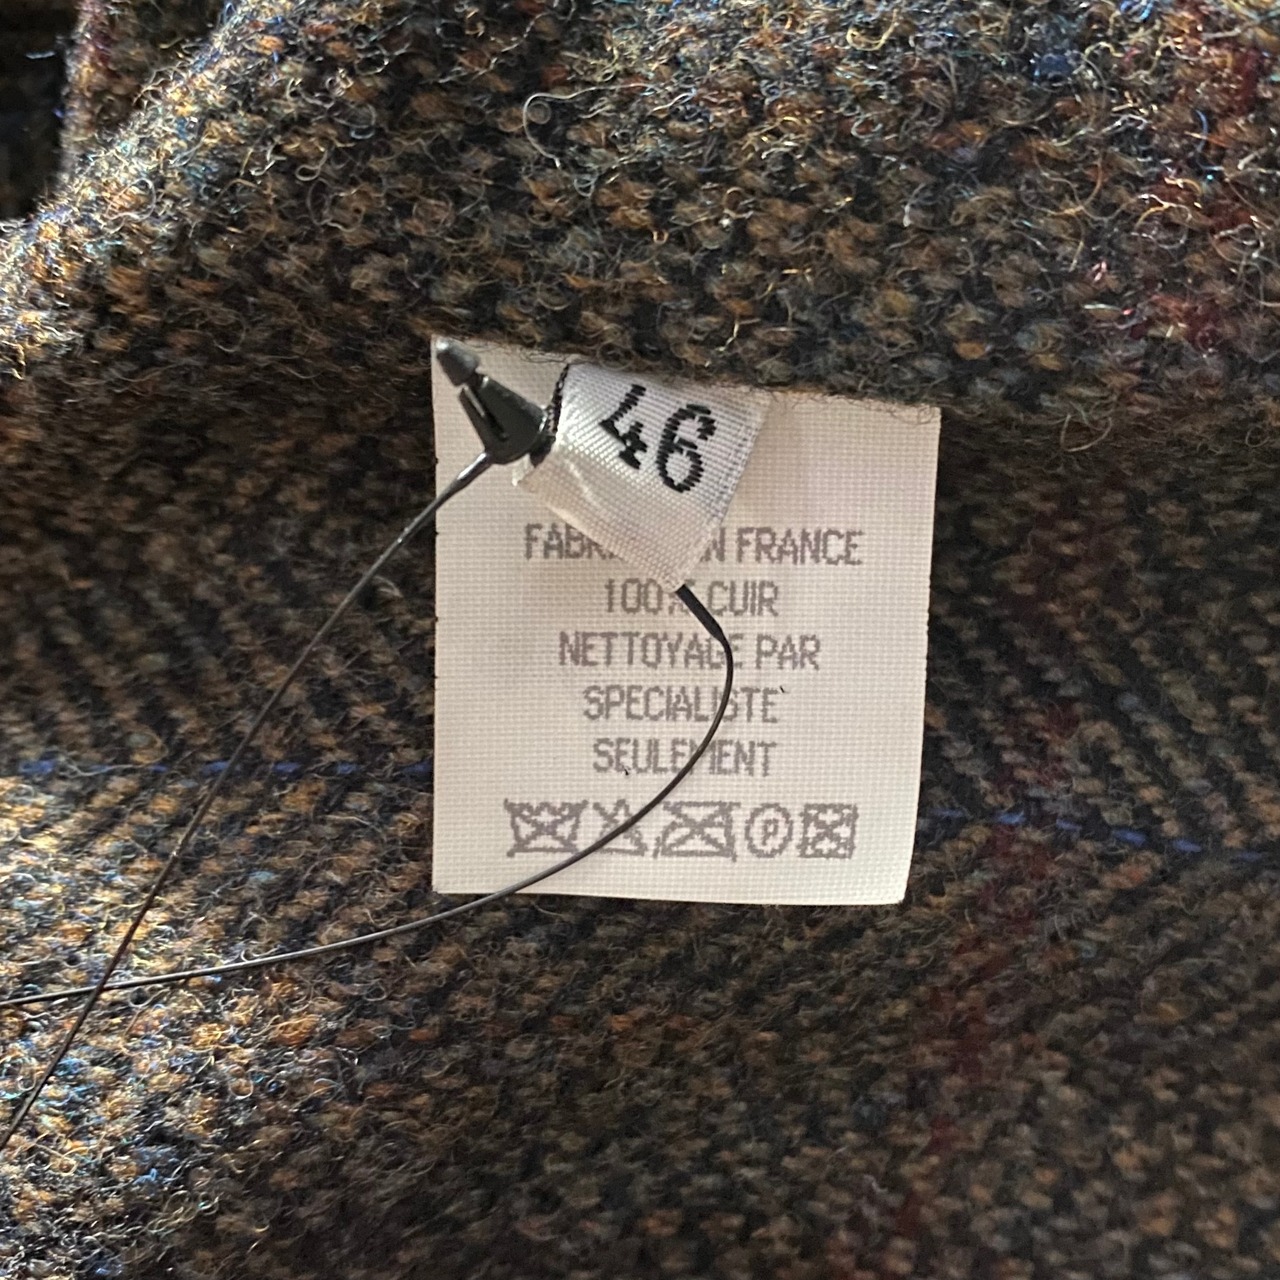 46
FRANCE
100% CUIR
NETTOYAGE PAR
SPECIALISTE
SEULEMENT
P